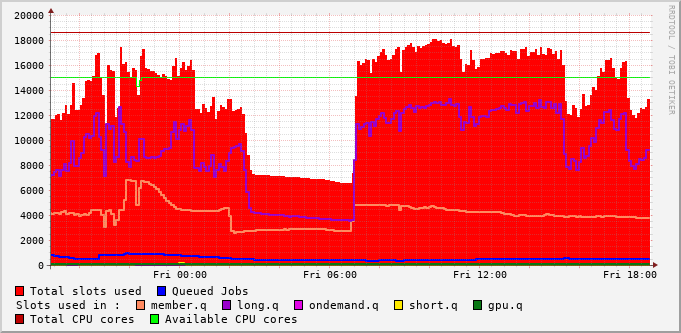 RRDTOOL / TOBI OETIKER
20000
18000
16000
14000
12000
10000
8000
6000
4000
2000
0
Fri 00:00 Fri 06:00 Fri 12:00 Fri 18:00
Total slots used Queued Jobs
Slots used in : member.q long.q ondemand.q short.q gpu.q
Total CPU cores Available CPU cores